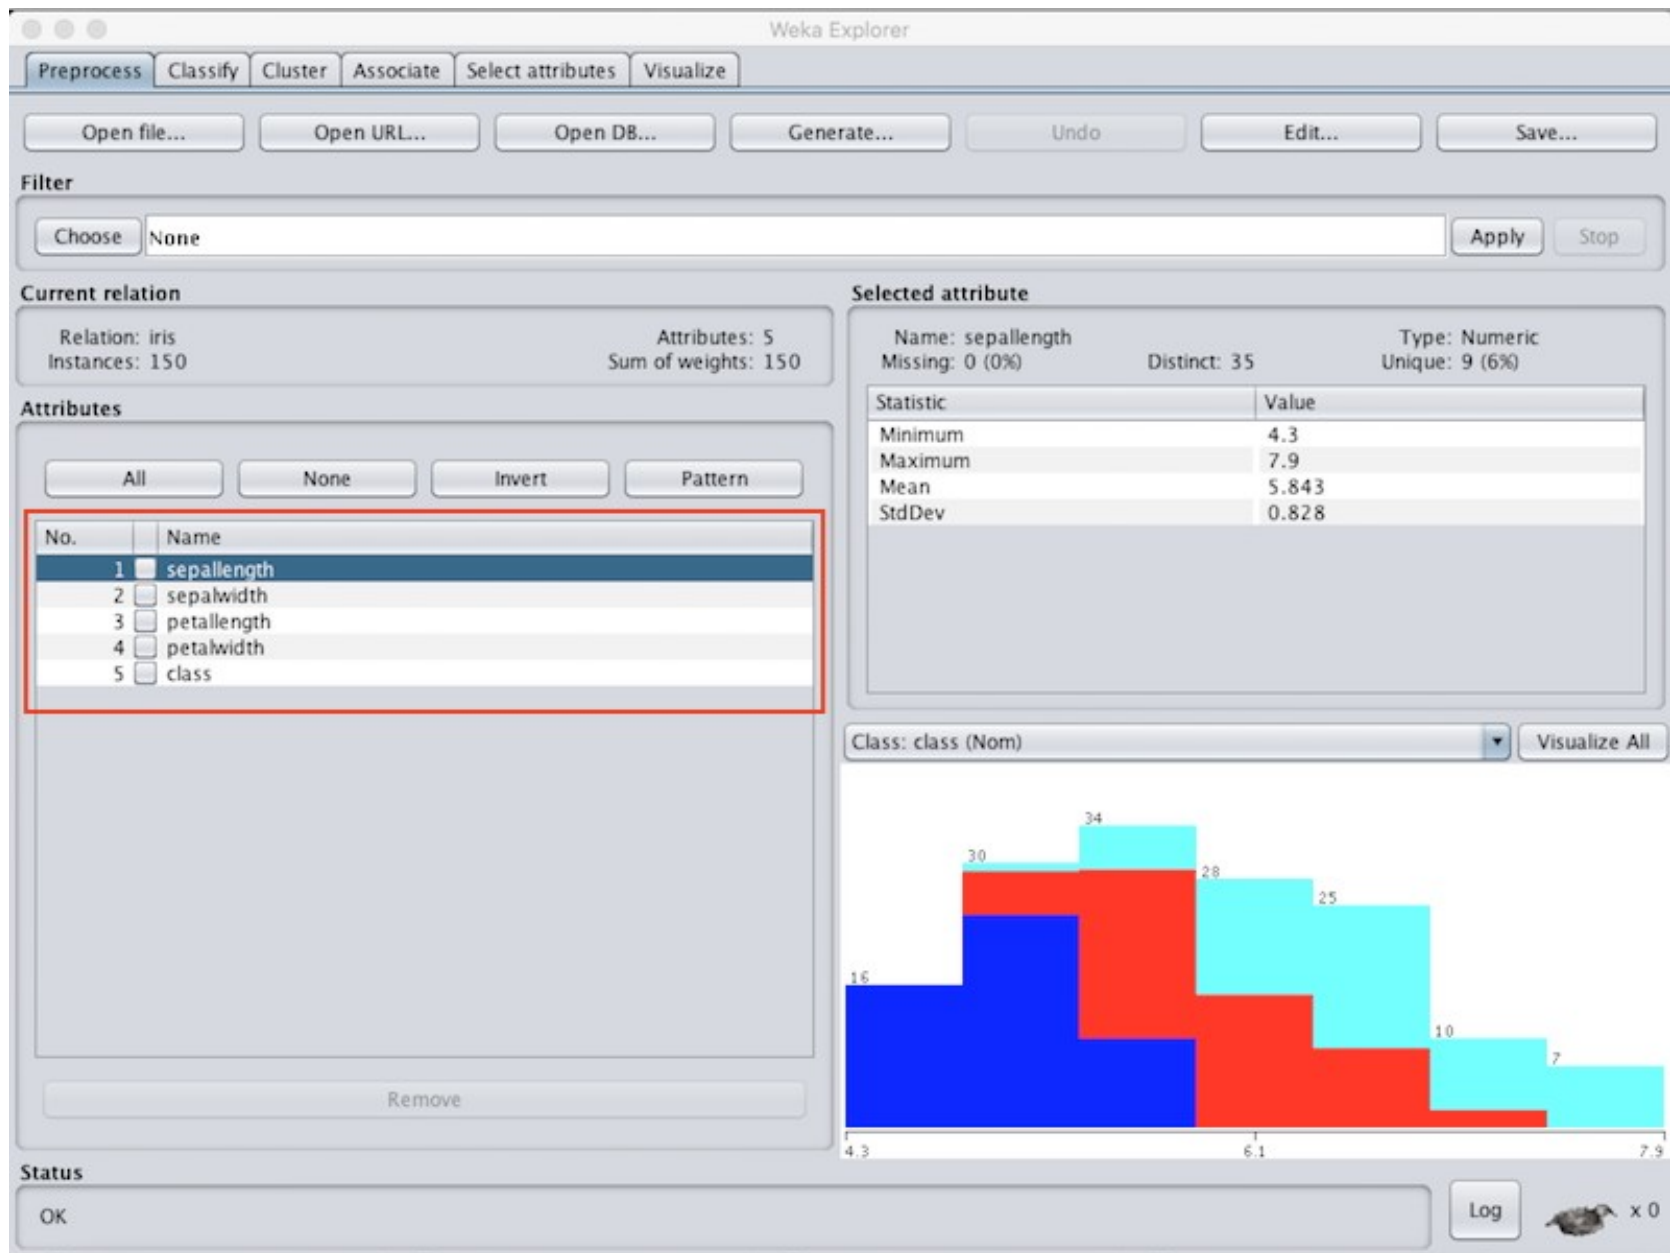 Weka Explorer
Preprocess Classify Cluster Associate Select attributes Visualize
Open file... Open URL... Open DB... Generate... Undo Edit... Save...
Filter
Choose None Apply Stop
Current relation
Relation: iris Attributes: 5
Instances: 150 Sum of weights: 150
Attributes
All None Invert Pattern
No. Name
1 sepallength
2 sepalwidth
3 petallength
4 petalwidth
5 class
Remove
Selected attribute
Name: sepallength Type: Numeric
Missing: 0 (0%) Distinct: 35 Unique: 9 (6%)
Statistic Value
Minimum 4.3
Maximum 7.9
Mean 5.843
StdDev 0.828
Class: class (Nom) Visualize All
34
30
28
25
16
10
7
4.3 6.1 7.9
Status
OK Log x 0